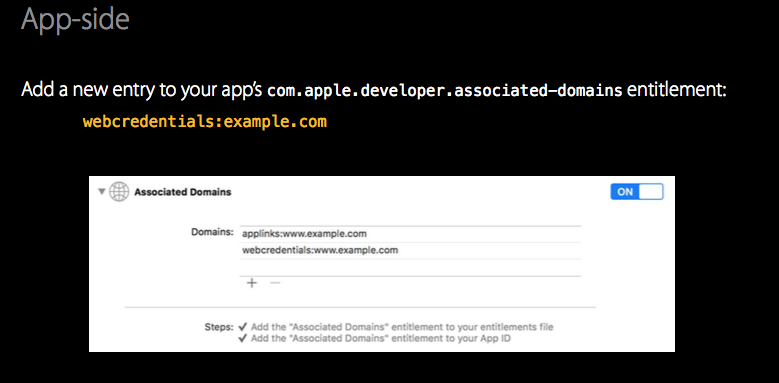 App-side
Add a new entry to your app's com.apple.developer.associated-domains entitlement:
webcredentials:example.com
Associated Domains
ON
Domains: applinks:www.example.com
webcredentials:www.example.com
+ −
Steps: ✓ Add the "Associated Domains" entitlement to your entitlements file
✓ Add the "Associated Domains" entitlement to your App ID